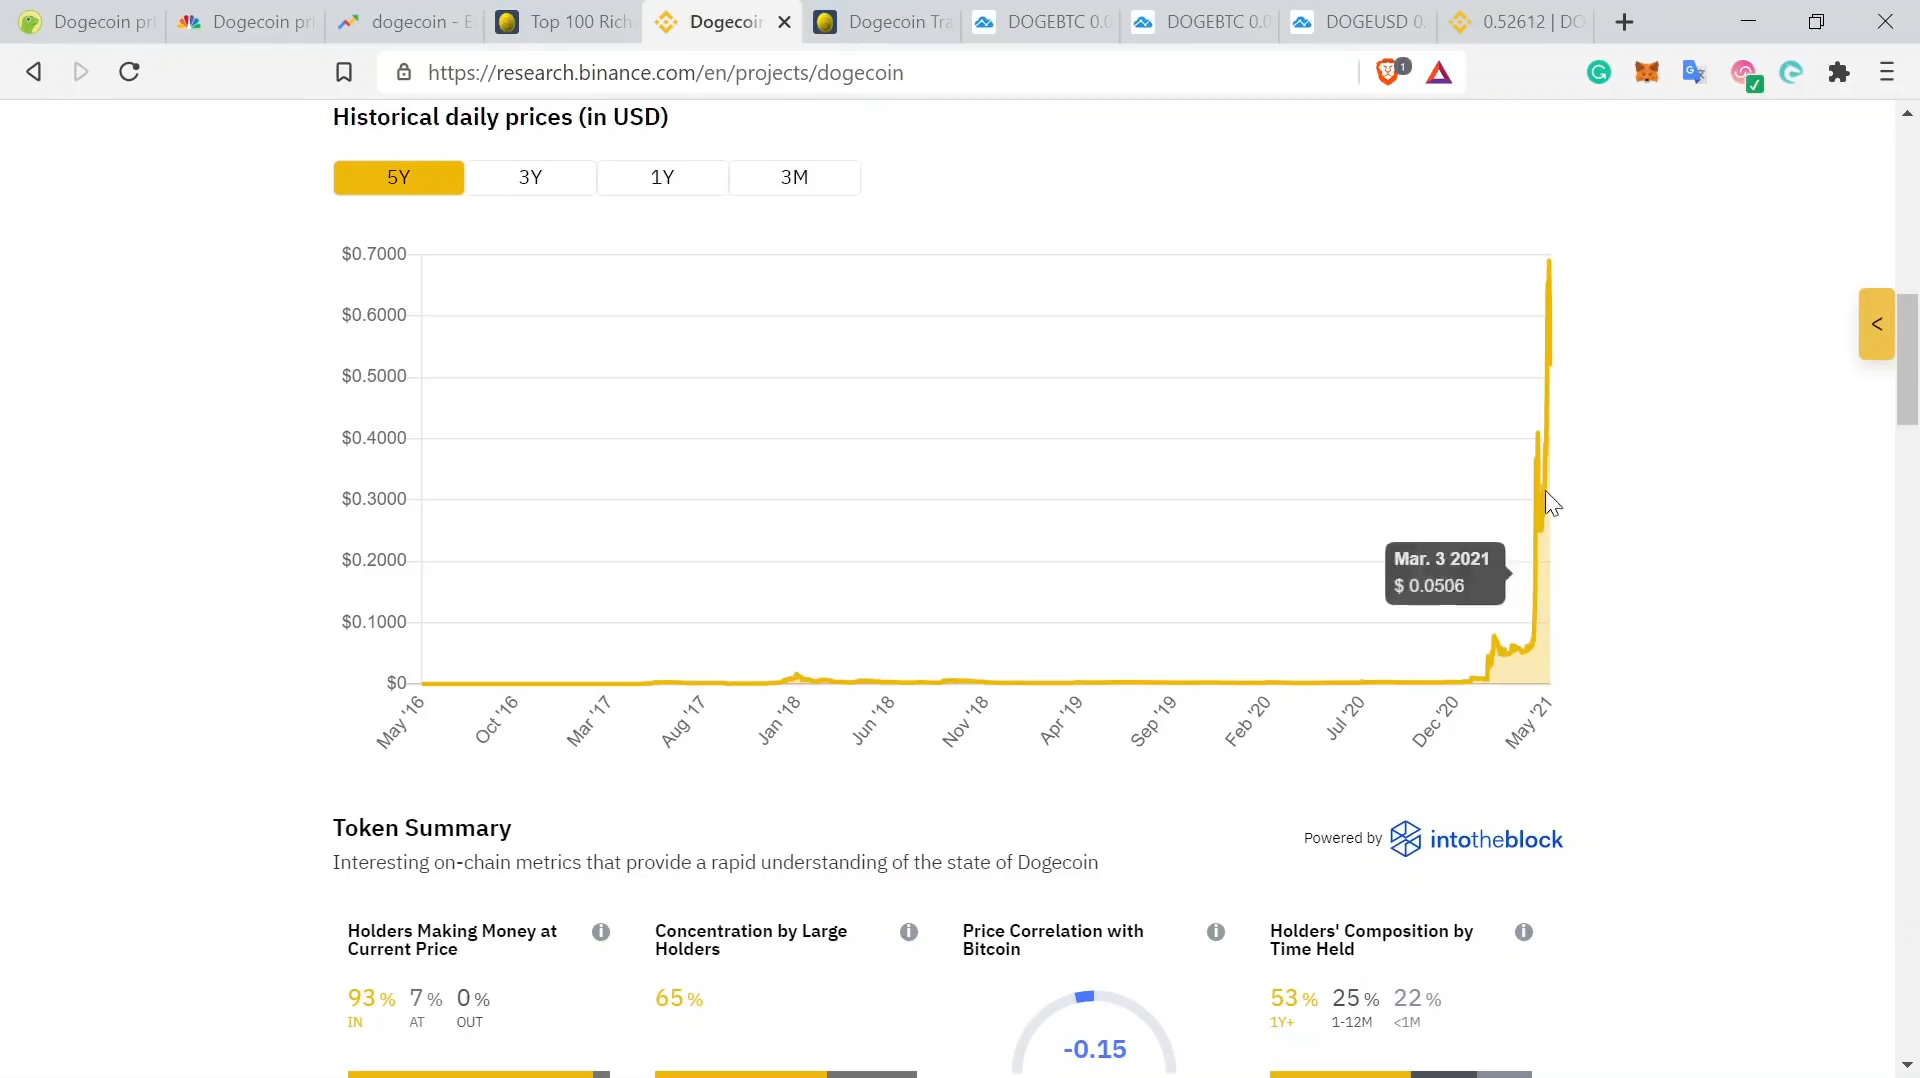 Dogecoin pri
Dogecoin pri
dogecoin - E
Top 100 Rich
Dogecoin
Dogecoin Tra
DOGEBTC 0.0
DOGEBTC 0.0
DOGEUSD 0.
0.52612 | DO
https://research.binance.com/en/projects/dogecoin
1
Historical daily prices (in USD)
5Y 3Y 1Y 3M
$0.7000
$0.6000
$0.5000
$0.4000
$0.3000
$0.2000
$0.1000
$0
Mar. 3 2021
$ 0.0506
May '16 Oct '16 Mar '17 Aug '17 Jan '18 Jun '18 Nov '18 Apr '19 Sep '19 Feb '20 Jul '20 Dec '20 May '21
Token Summary
Powered by intotheblock
Interesting on-chain metrics that provide a rapid understanding of the state of Dogecoin
Holders Making Money at
Current Price
93 % 7 % 0 %
IN AT OUT
Concentration by Large
Holders
65 %
Price Correlation with
Bitcoin
-0.15
Holders' Composition by
Time Held
53 % 25 % 22 %
1Y+ 1-12M <1M